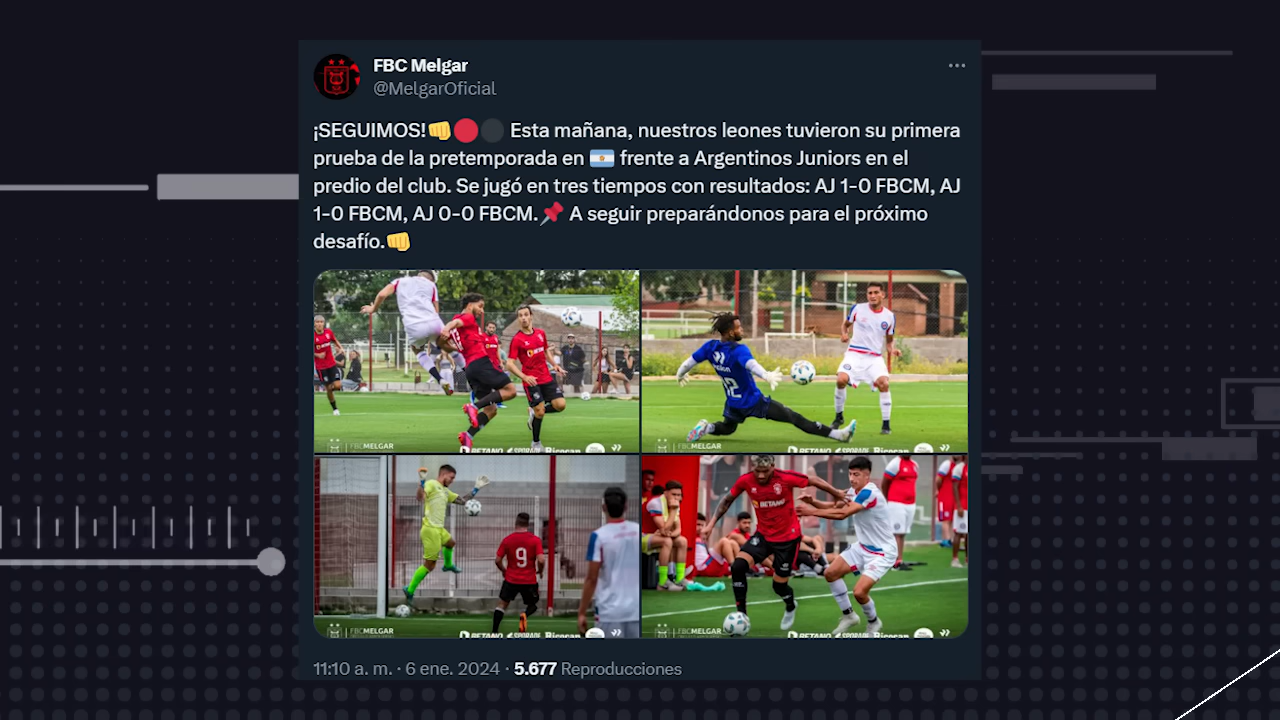 FBC Melgar
@MelgarOficial
¡SEGUIMOS!👊🔴⚫ Esta mañana, nuestros leones tuvieron su primera
prueba de la pretemporada en 🇦🇷 frente a Argentinos Juniors en el
predio del club. Se jugó en tres tiempos con resultados: AJ 1-0 FBCM, AJ
1-0 FBCM, AJ 0-0 FBCM.📌 A seguir preparándonos para el próximo
desafío.👊
12
FBCMELGAR
FBCMELGAR
9
BETANO
FBCMELGAR
FBCMELGAR
11:10 a. m. · 6 ene. 2024 · 5.677 Reproducciones